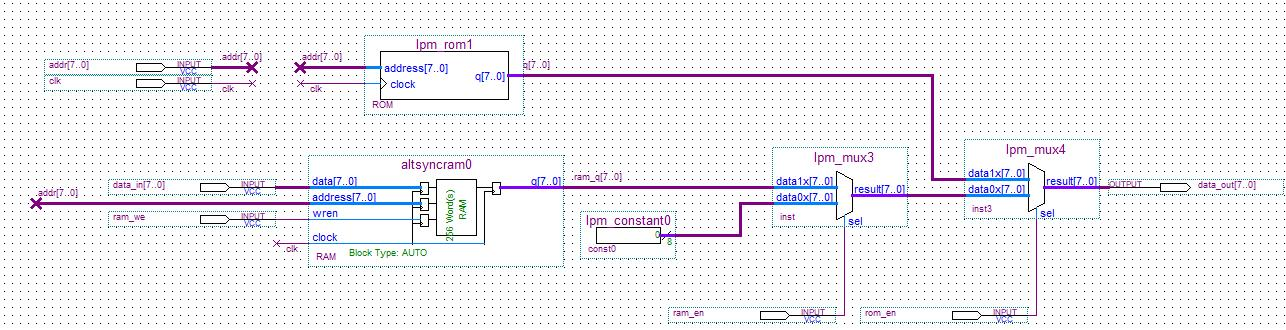 lpm_rom1
addr[7..0] INPUT VCC addr[7..0]
addr[7..0] address[7..0] q[7..0] q[7..0]
clk INPUT VCC clk
clk clock
ROM
lpm_mux4
lpm_mux3
altsyncram0
data1x[7..0]
data0x[7..0] result[7..0] OUTPUT data_out[7..0]
inst3 sel
data_in[7..0] INPUT VCC data[7..0] q[7..0] ram_q[7..0] data1x[7..0]
addr[7..0] address[7..0] data0x[7..0] result[7..0]
256 Word(s)
RAM
ram_we INPUT VCC wren
inst sel
lpm_constant0
0 8
const0
clk clock
RAM Block Type: AUTO
ram_en INPUT VCC
rom_en INPUT VCC